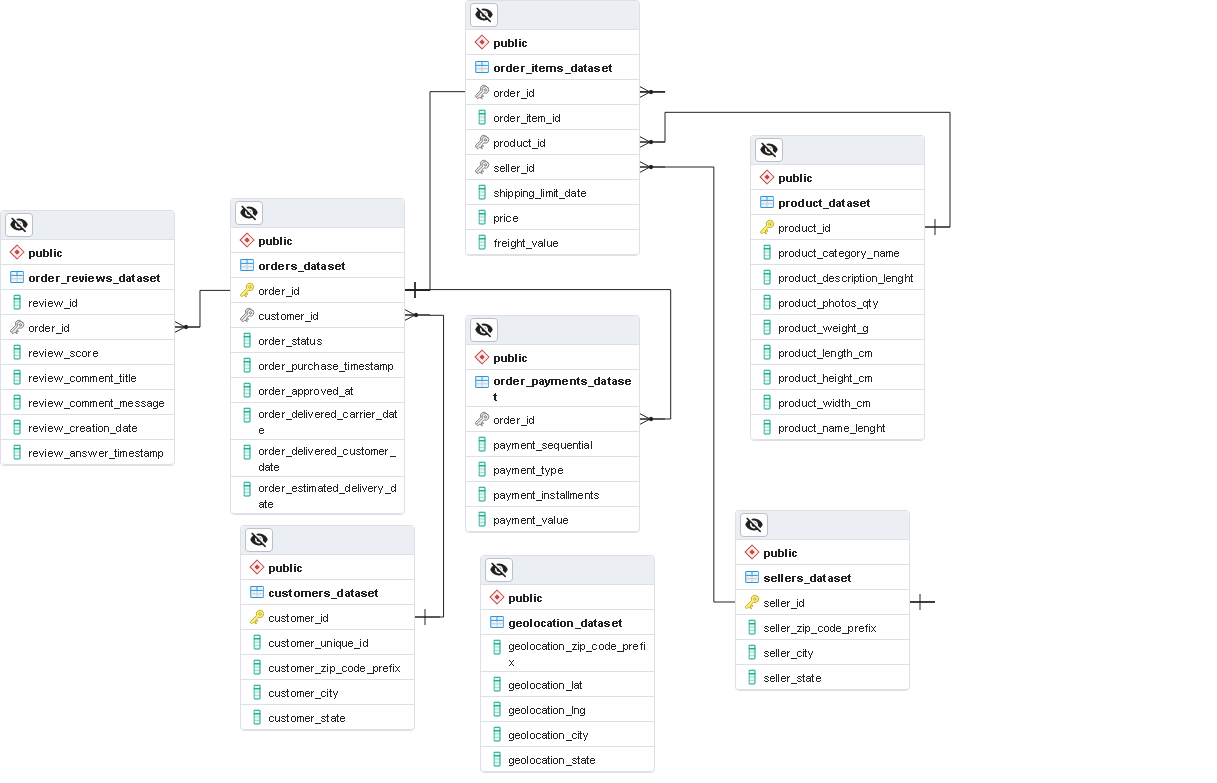 public
order_items_dataset
order_id
order_item_id
product_id
seller_id
shipping_limit_date
price
freight_value
public
product_dataset
product_id
product_category_name
product_description_lenght
product_photos_qty
product_weight_g
product_length_cm
product_height_cm
product_width_cm
product_name_lenght
public
order_reviews_dataset
review_id
order_id
review_score
review_comment_title
review_comment_message
review_creation_date
review_answer_timestamp
public
orders_dataset
order_id
customer_id
order_status
order_purchase_timestamp
order_approved_at
order_delivered_carrier_dat
e
order_delivered_customer_
date
order_estimated_delivery_d
ate
public
order_payments_datase
t
order_id
payment_sequential
payment_type
payment_installments
payment_value
public
customers_dataset
customer_id
customer_unique_id
customer_zip_code_prefix
customer_city
customer_state
public
geolocation_dataset
geolocation_zip_code_prefi
x
geolocation_lat
geolocation_lng
geolocation_city
geolocation_state
public
sellers_dataset
seller_id
seller_zip_code_prefix
seller_city
seller_state